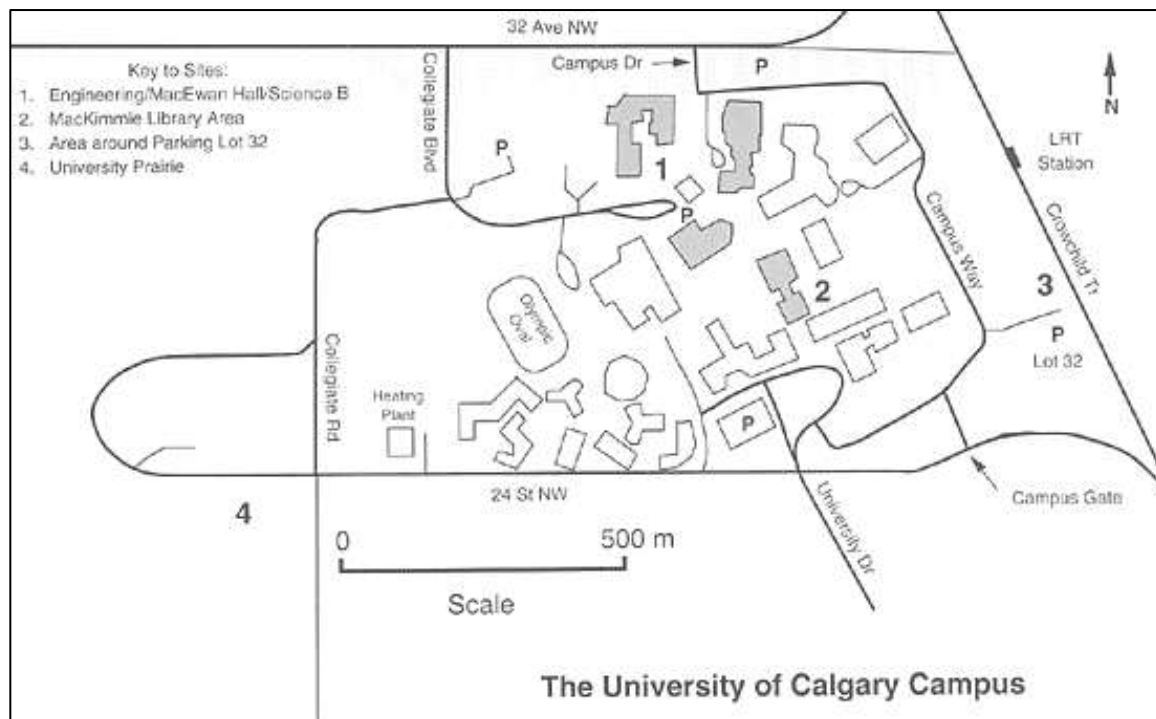 32 Ave NW
Key to Sites:
1. Engineering/MacEwan Hall/Science B
2. MacKimmie Library Area
3. Area around Parking Lot 32
4. University Prairie
Collegiate Blvd
Campus Dr
P
N
LRT
Station
P
1
P
Campus Way
Crowchild Tr
2
3
P
Lot 32
Olympic
Oval
Collegiate Rd
Heating
Plant
P
24 St NW
4
University Dr
Campus Gate
0 500 m
Scale
The University of Calgary Campus